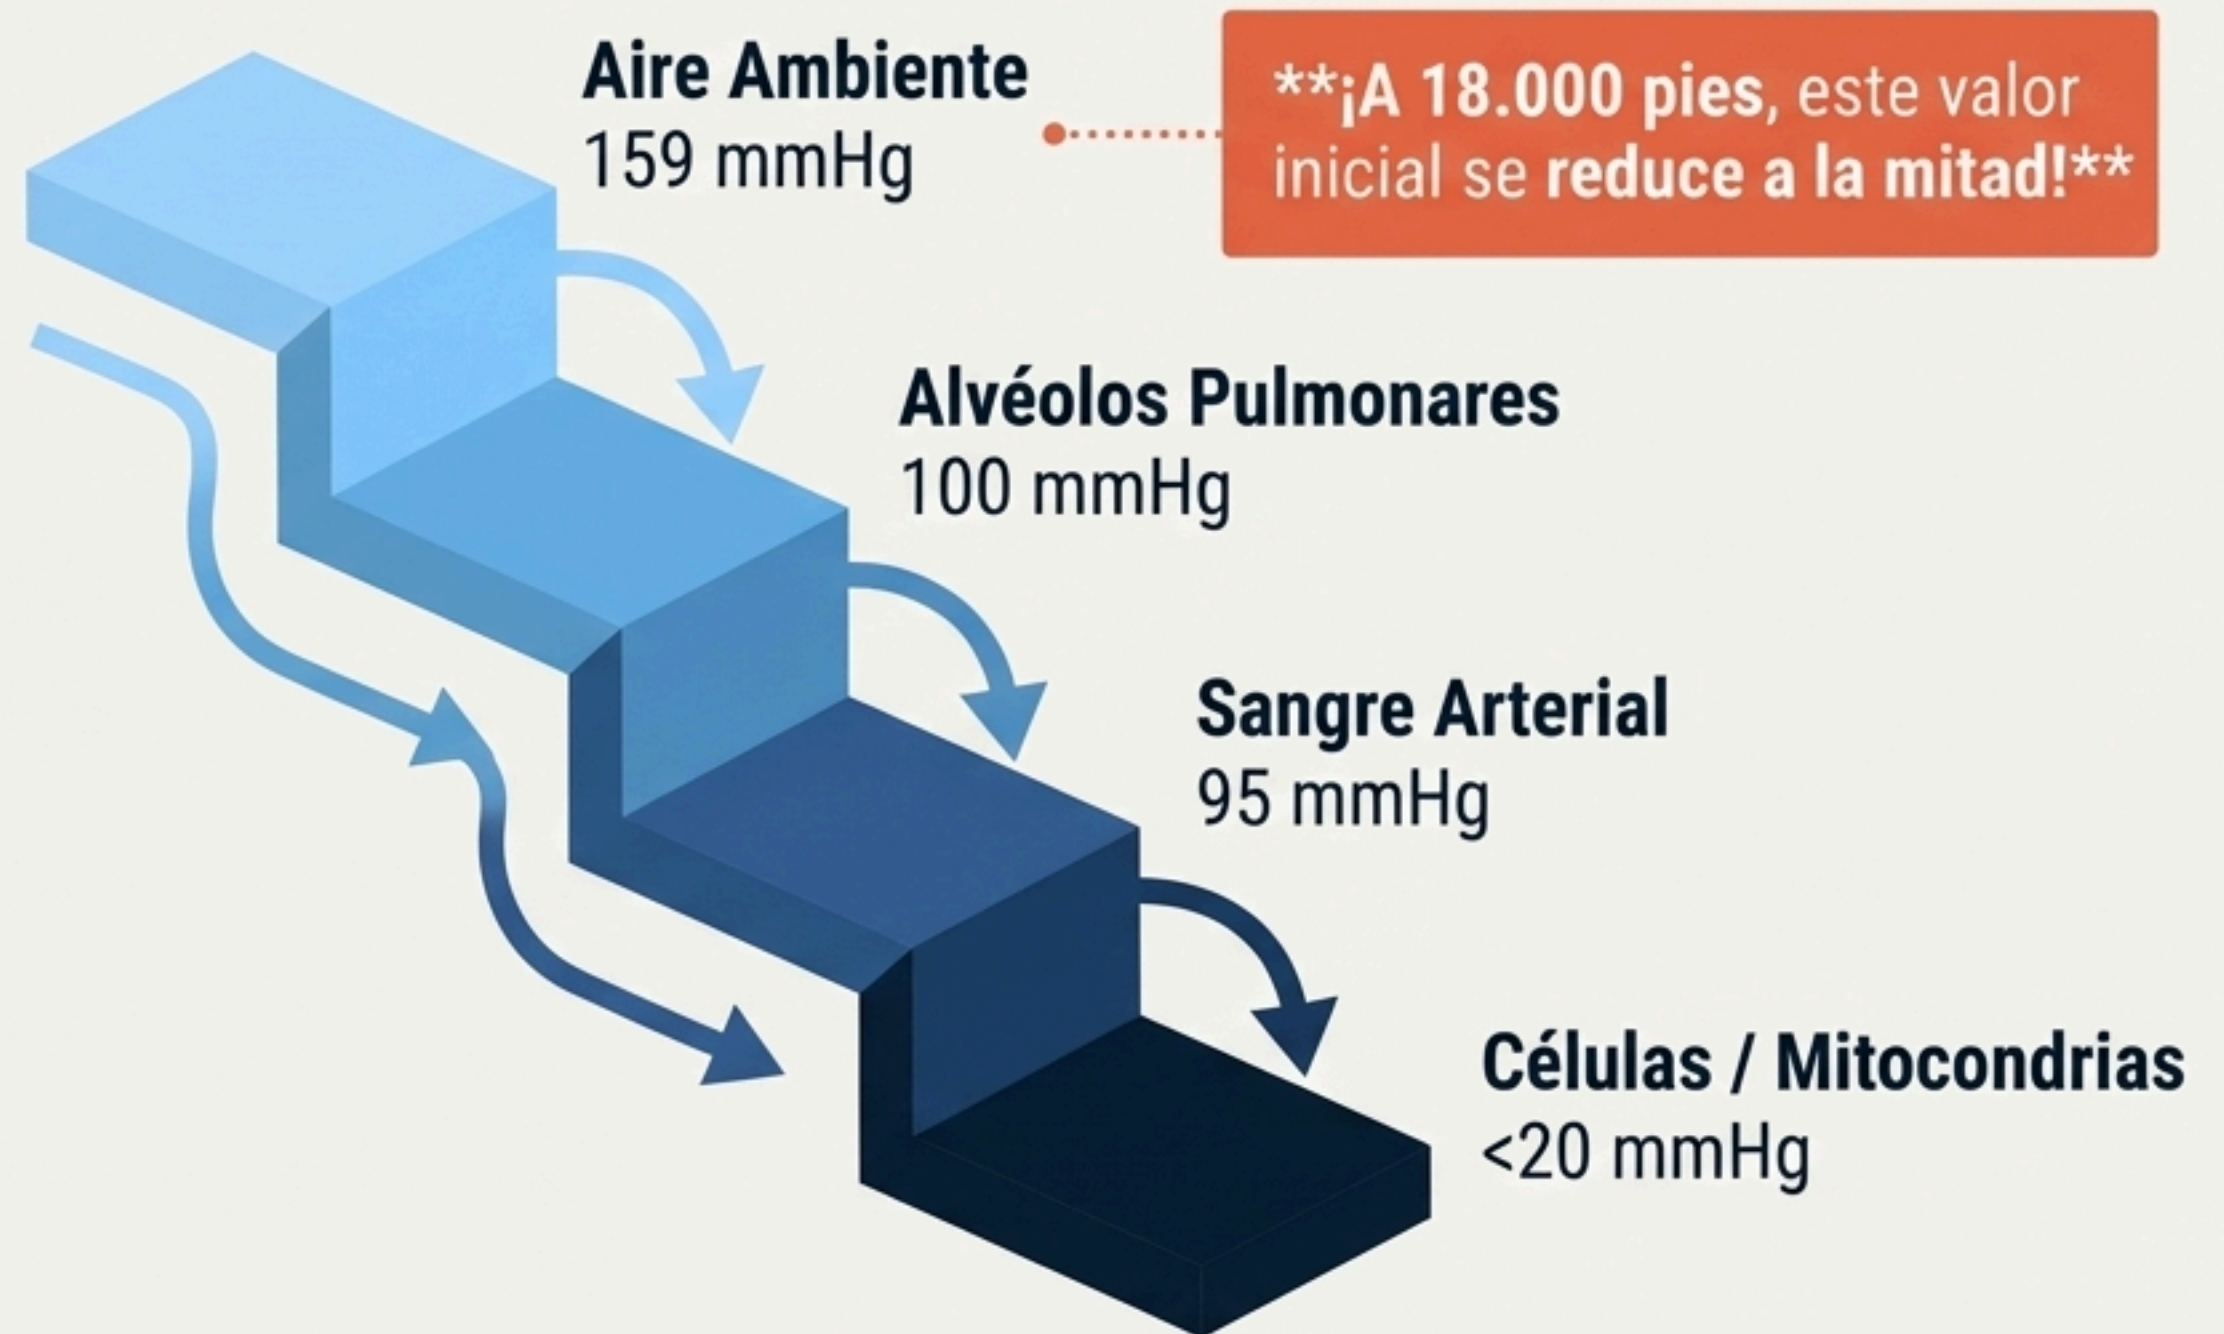 Aire Ambiente
159 mmHg
**¡A 18.000 pies, este valor
inicial se reduce a la mitad!**
Alvéolos Pulmonares
100 mmHg
Sangre Arterial
95 mmHg
Células / Mitocondrias
<20 mmHg